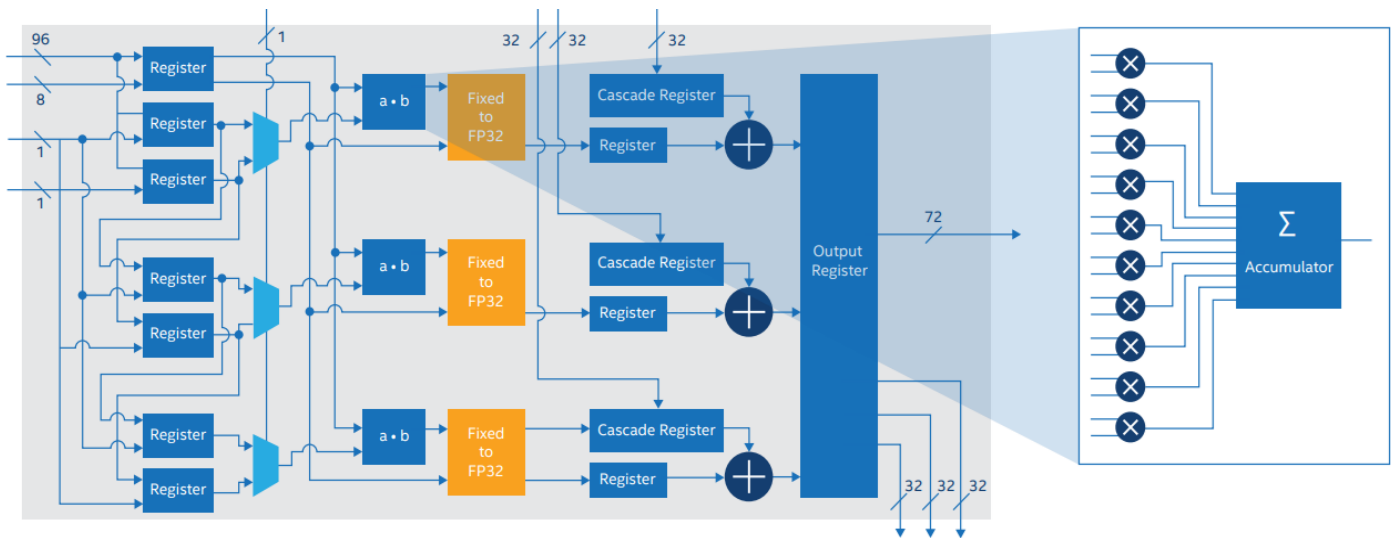 96
1
32
32
32
8
1
1
Register
Register
Register
a • b
Fixed
to
FP32
Cascade Register
Register
Register
Register
a • b
Fixed
to
FP32
Cascade Register
Register
Register
Register
a • b
Fixed
to
FP32
Cascade Register
Register
Output
Register
72
32
32
32
Σ
Accumulator